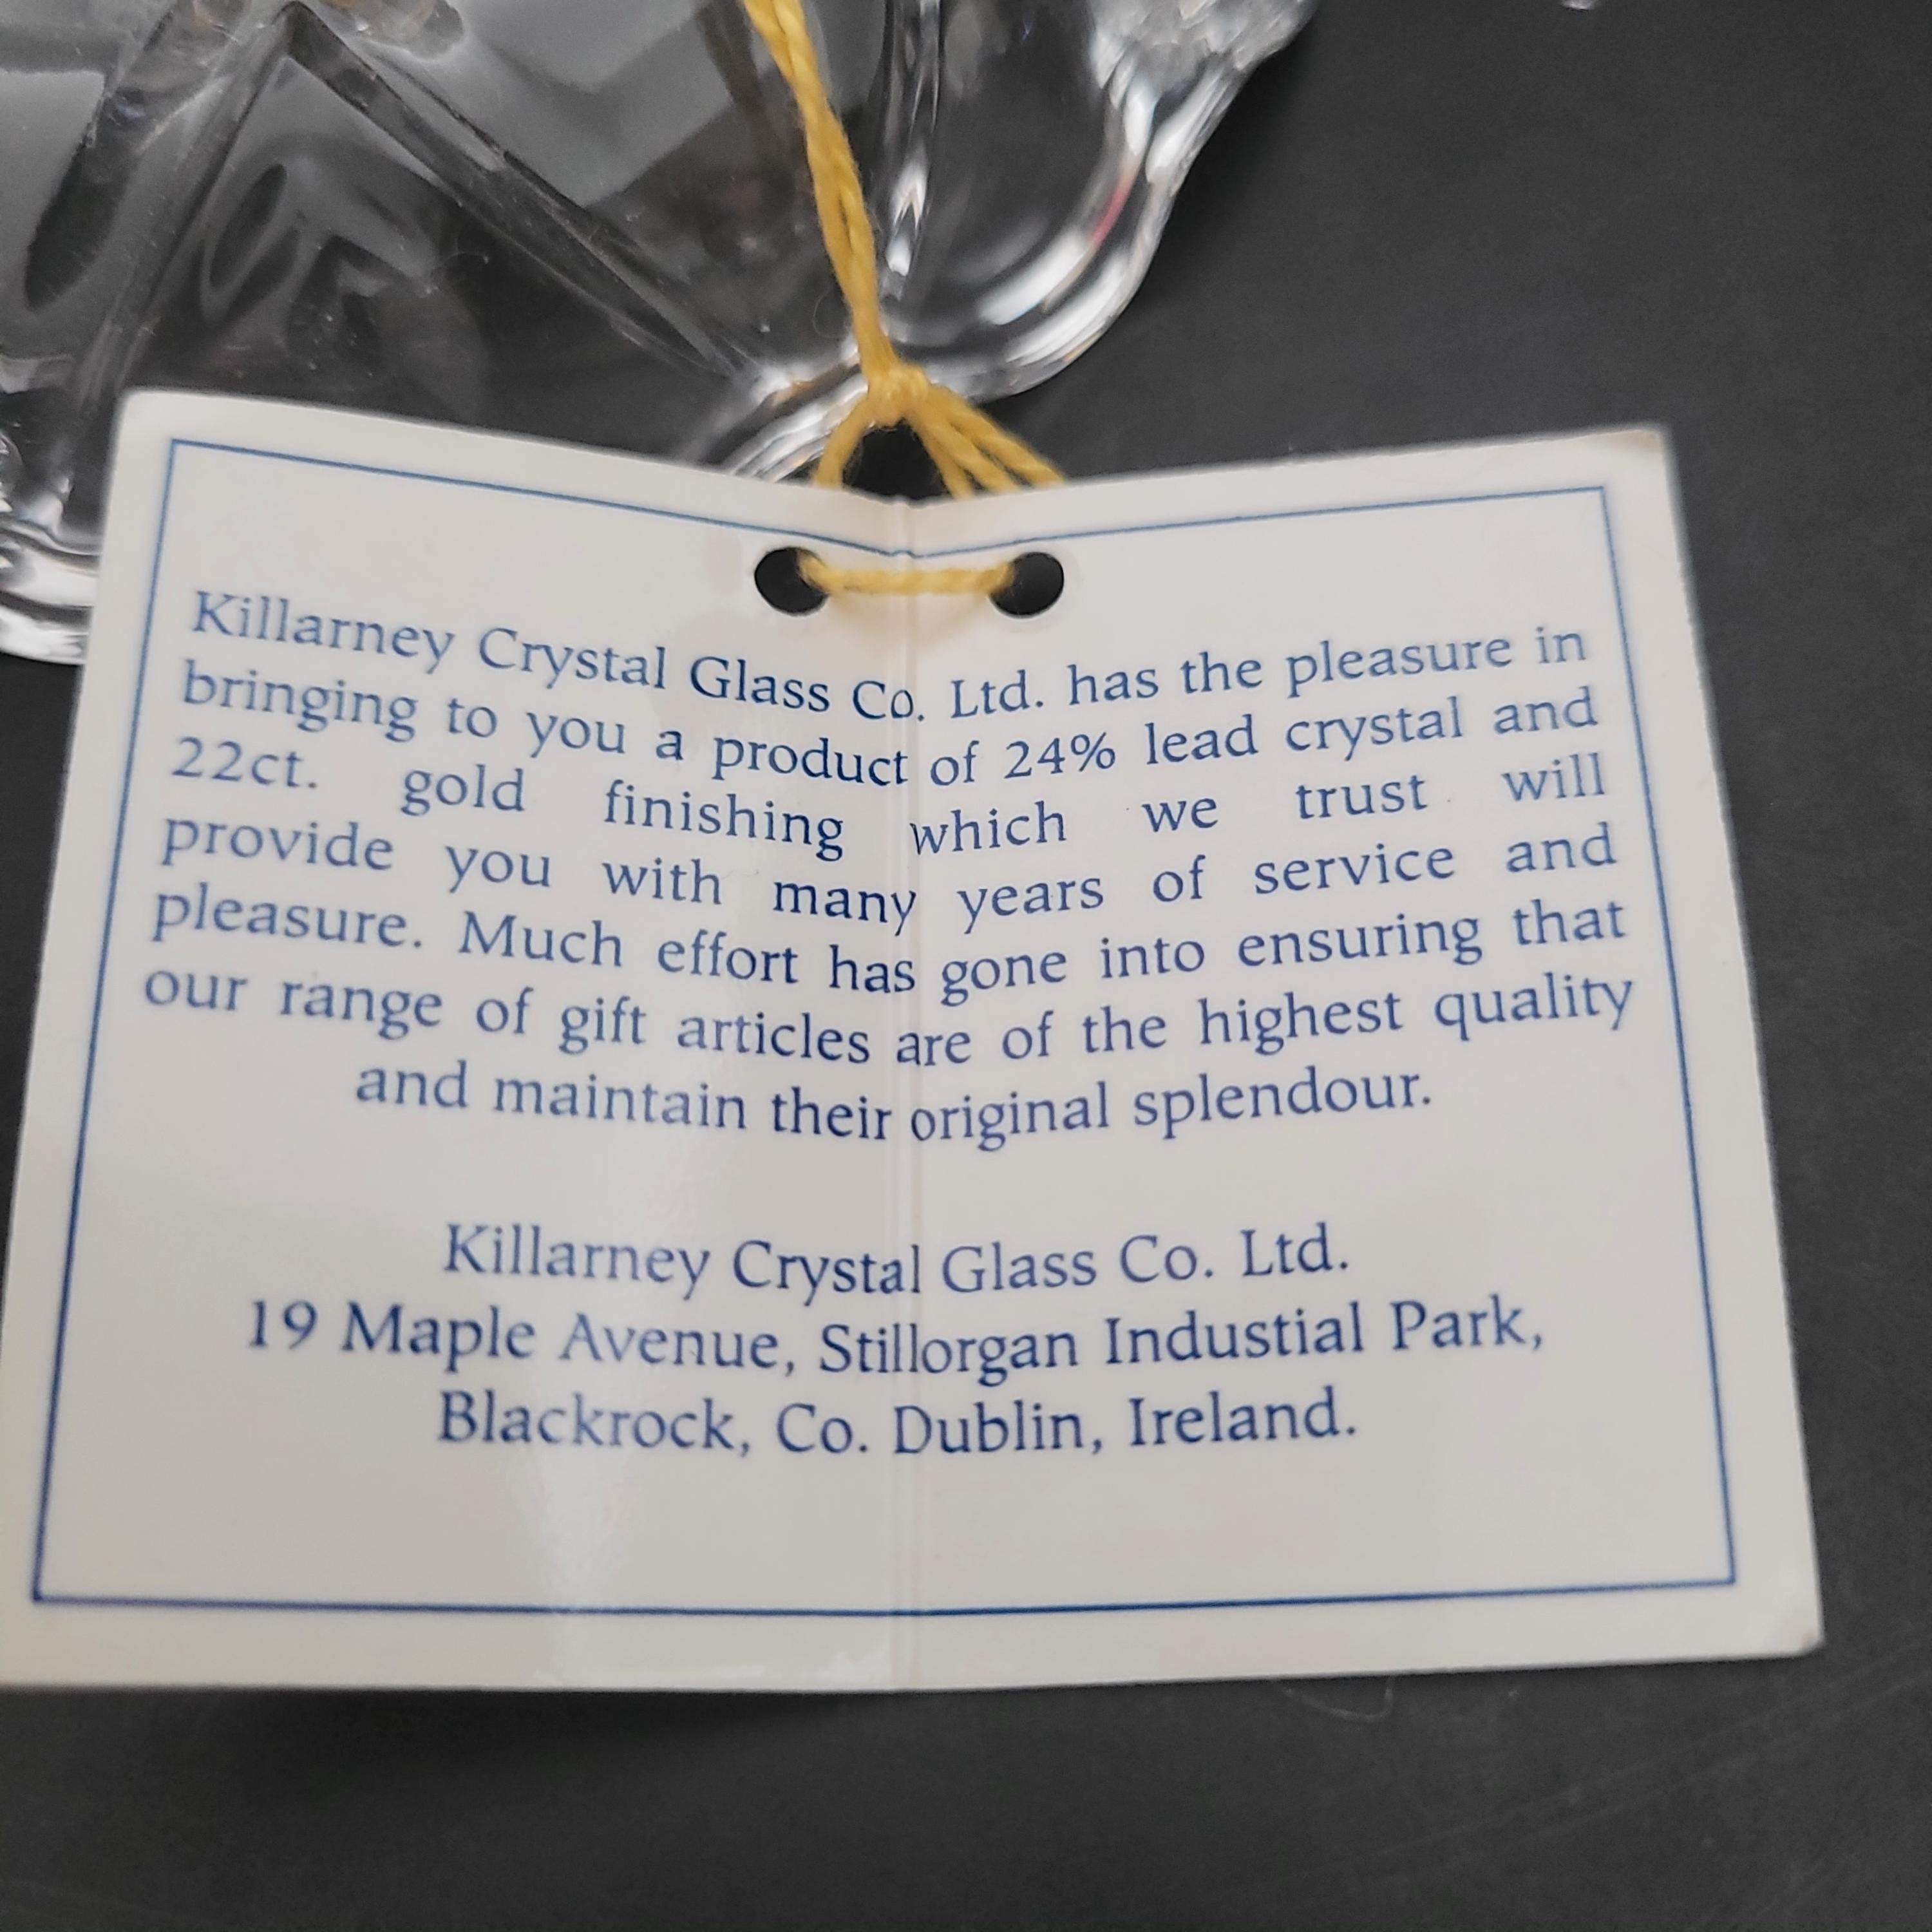 Killarney Crystal Glass Co. Ltd. has the pleasure in
bringing to you a product of 24% lead crystal and
22ct. gold finishing which we trust will
provide you with many years of service and
pleasure. Much effort has gone into ensuring that
our range of gift articles are of the highest quality
and maintain their original splendour.
Killarney Crystal Glass Co. Ltd.
19 Maple Avenue, Stillorgan Industial Park,
Blackrock, Co. Dublin, Ireland.